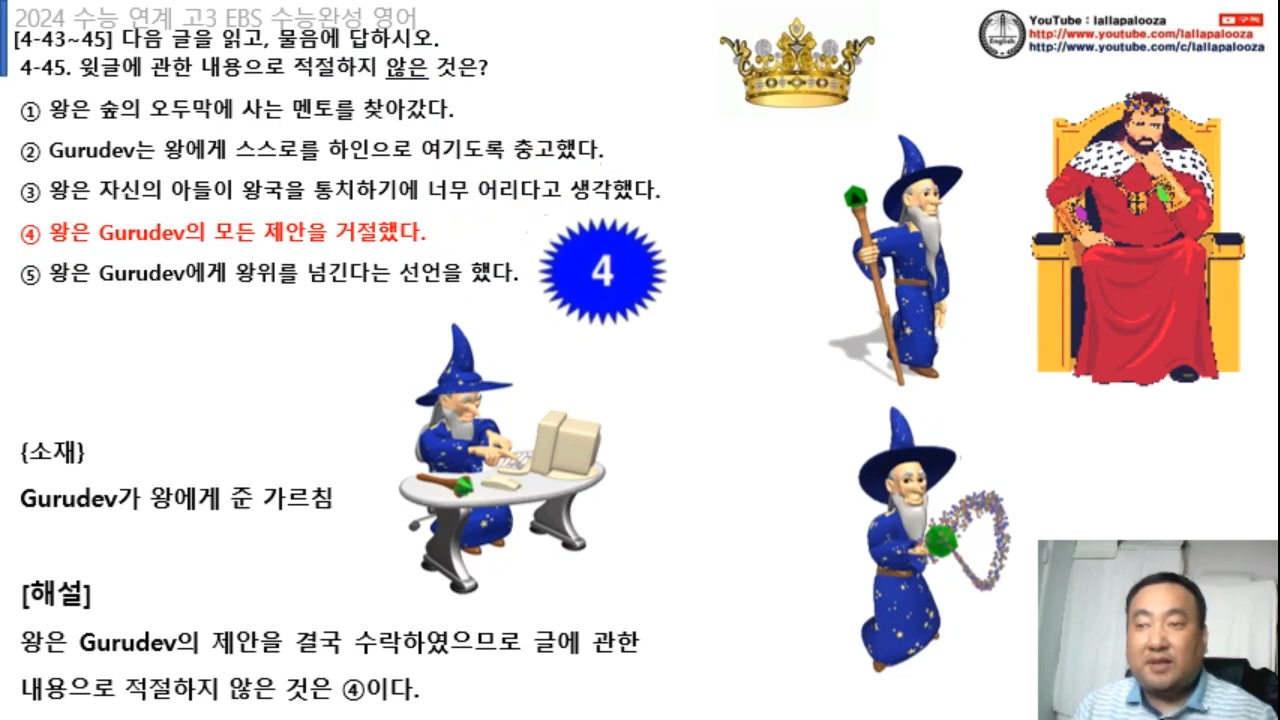 2024 수능 연계 고3 EBS 수능완성 영어
[4-43~45] 다음 글을 읽고, 물음에 답하시오.
4-45. 윗글에 관한 내용으로 적절하지 않은 것은?
① 왕은 숲의 오두막에 사는 멘토를 찾아갔다.
② Gurudev는 왕에게 스스로를 하인으로 여기도록 충고했다.
③ 왕은 자신의 아들이 왕국을 통치하기에 너무 어리다고 생각했다.
④ 왕은 Gurudev의 모든 제안을 거절했다.
⑤ 왕은 Gurudev에게 왕위를 넘긴다는 선언을 했다.
4
YouTube : lallapalooza
구독
http://www.youtube.com/lallapalooza
http://www.youtube.com/c/lallapalooza
English
{소재}
Gurudev가 왕에게 준 가르침
[해설]
왕은 Gurudev의 제안을 결국 수락하였으므로 글에 관한
내용으로 적절하지 않은 것은 ④이다.